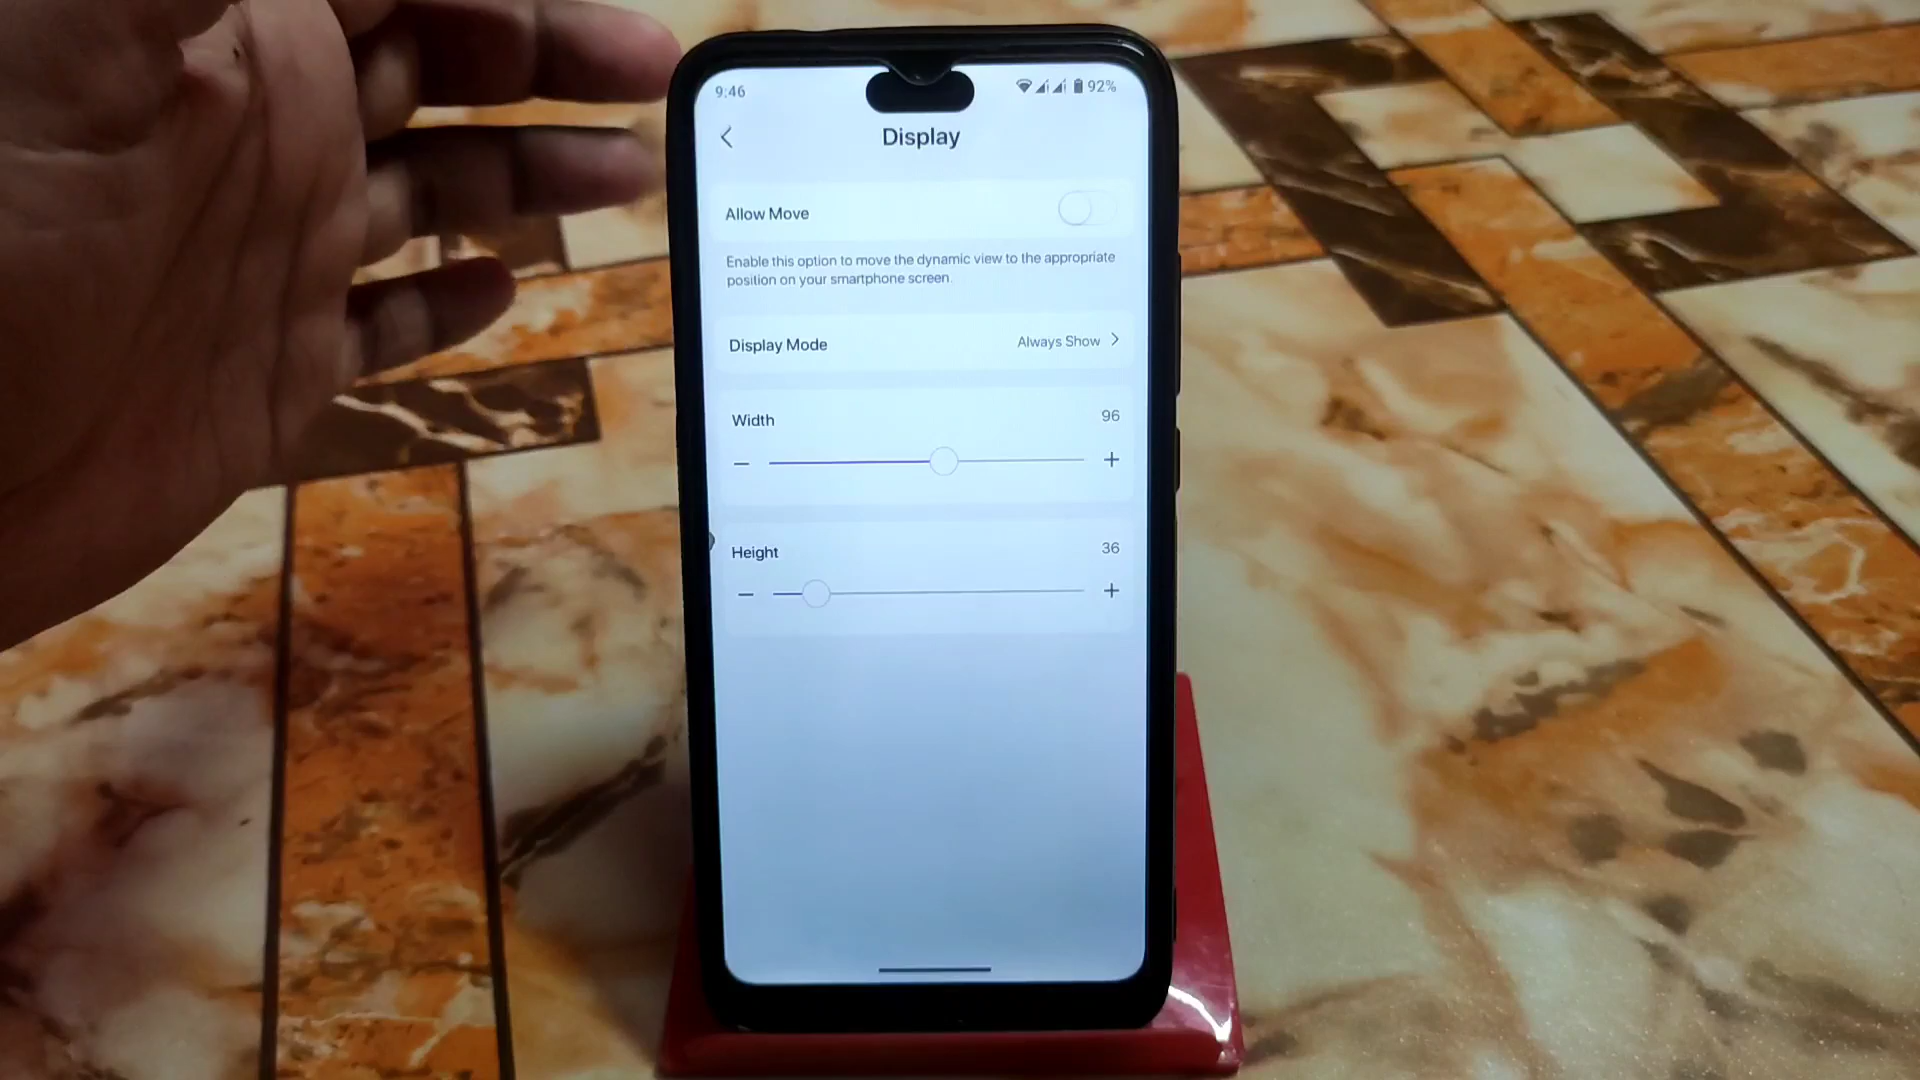 9:46
92%
Display
Allow Move
Enable this option to move the dynamic view to the appropriate
position on your smartphone screen.
Display Mode
Always Show >
Width
96
− +
Height
36
− +